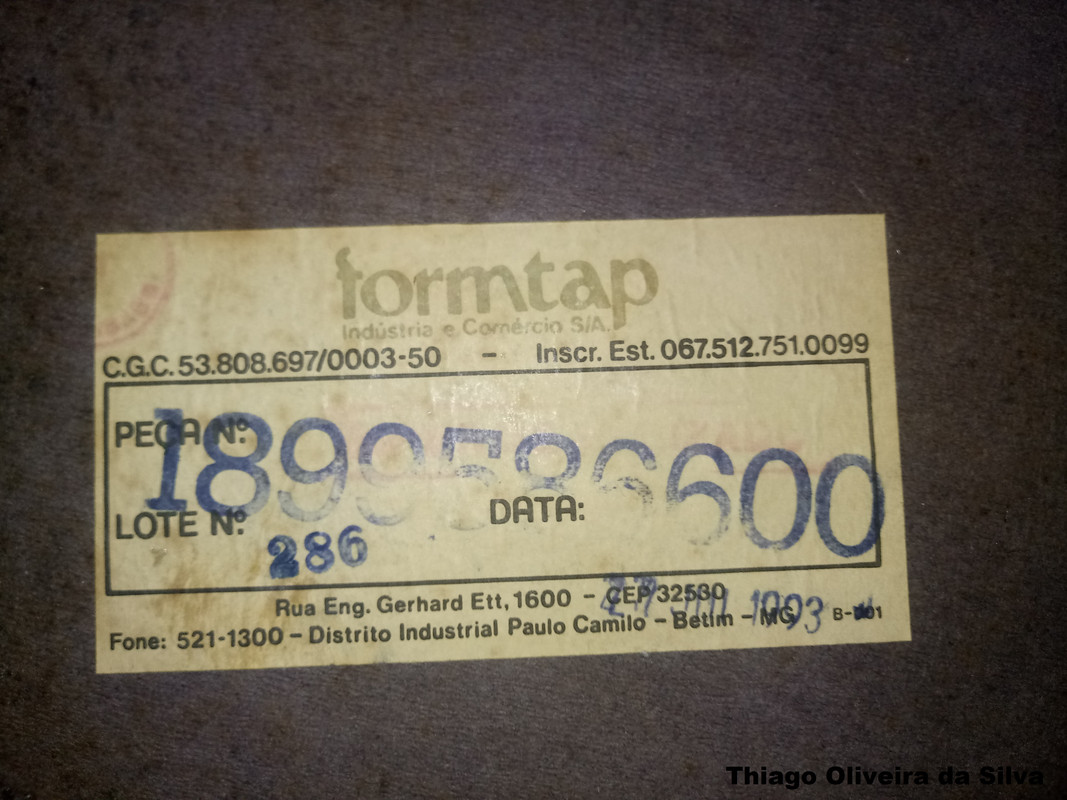 formtap
Indústria e Comércio S/A.
C.G.C. 53.808.697/0003-50 - Inscr. Est. 067.512.751.0099
PEÇA Nº 1899586600
LOTE Nº 286 DATA:
27 1993
Rua Eng. Gerhard Ett, 1600 - CEP 32530
Fone: 521-1300 - Distrito Industrial Paulo Camilo - Betim - MG
Thiago Oliveira da Silva